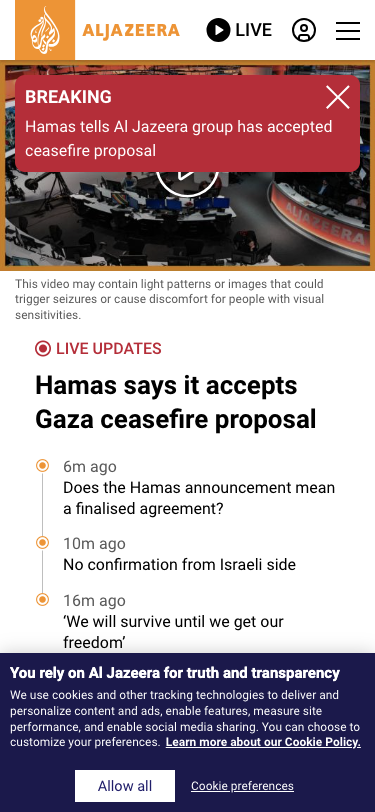 ALJAZEERA LIVE
BREAKING
Hamas tells Al Jazeera group has accepted
ceasefire proposal
ALJAZEERA
This video may contain light patterns or images that could
trigger seizures or cause discomfort for people with visual
sensitivities.
LIVE UPDATES
Hamas says it accepts
Gaza ceasefire proposal
6m ago
Does the Hamas announcement mean
a finalised agreement?
10m ago
No confirmation from Israeli side
16m ago
‘We will survive until we get our
freedom’
You rely on Al Jazeera for truth and transparency
We use cookies and other tracking technologies to deliver and
personalize content and ads, enable features, measure site
performance, and enable social media sharing. You can choose to
customize your preferences. Learn more about our Cookie Policy.
Allow all Cookie preferences